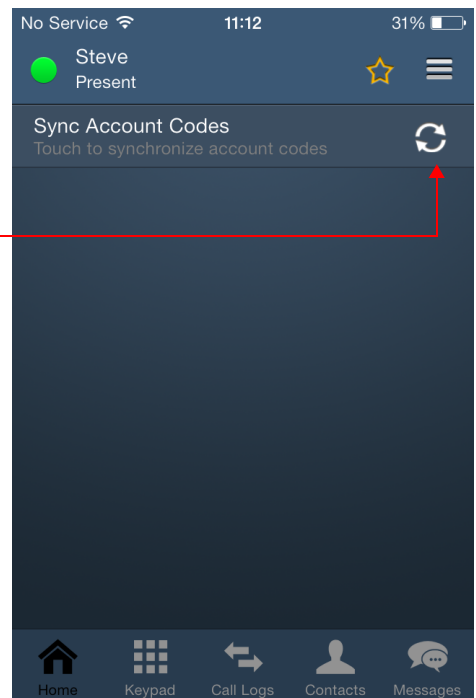 No Service 11:12 31%
Steve
Present
Sync Account Codes
Touch to synchronize account codes
Home Keypad Call Logs Contacts Messages